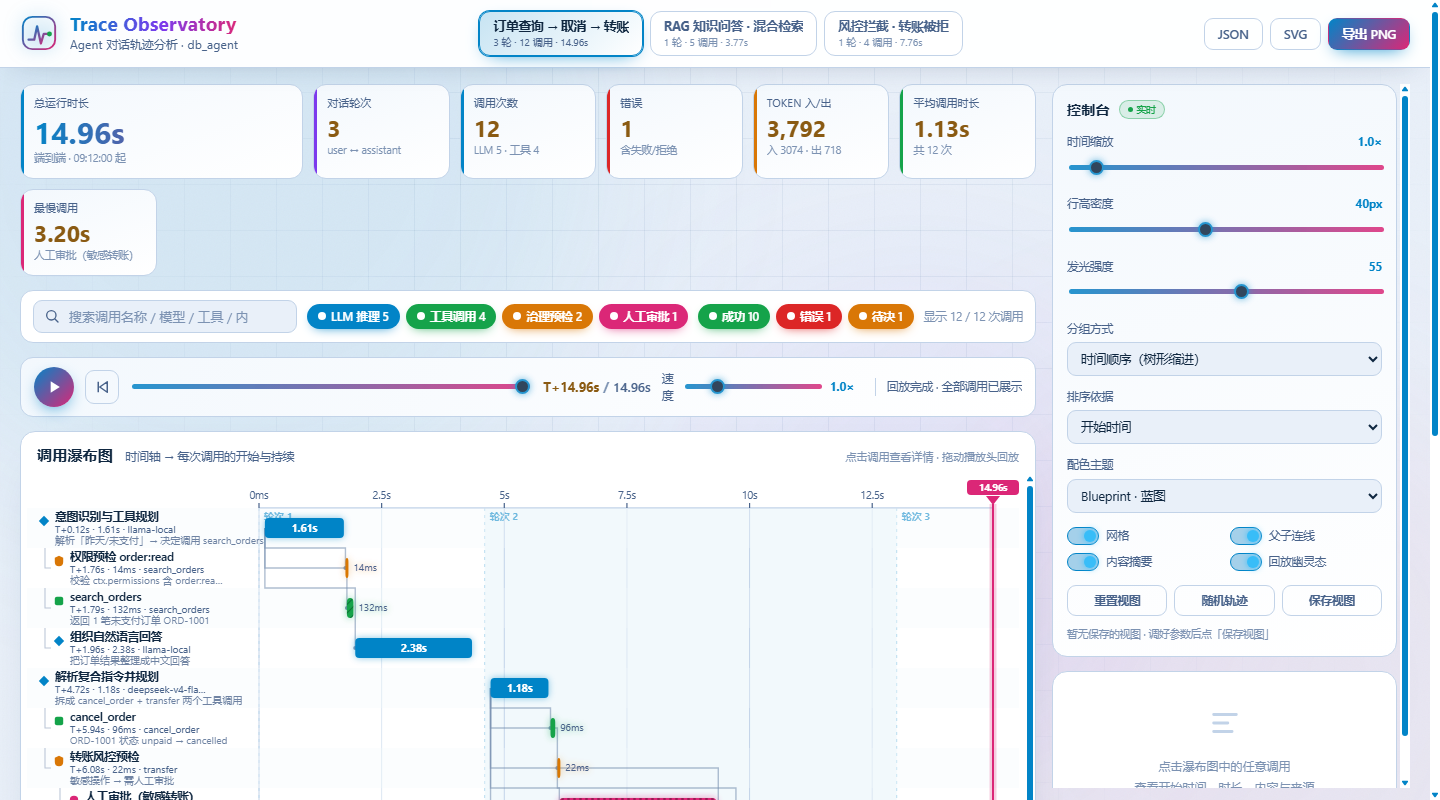 Trace Observatory
Agent 对话轨迹分析 · db_agent
订单查询 → 取消 → 转账
3 轮 · 12 调用 · 14.96s
RAG 知识问答 · 混合检索
1 轮 · 5 调用 · 3.77s
风控拦截 · 转账被拒
1 轮 · 4 调用 · 7.76s
JSON
SVG
导出 PNG
总运行时长
14.96s
端到端 · 09:12:00 起
对话轮次
3
user ↔ assistant
调用次数
12
LLM 5 · 工具 4
错误
1
含失败/拒绝
TOKEN 入/出
3,792
入 3074 · 出 718
平均调用时长
1.13s
共 12 次
最慢调用
3.20s
人工审批（敏感转账）
搜索调用名称 / 模型 / 工具 / 内
LLM 推理 5
工具调用 4
治理预检 2
人工审批 1
成功 10
错误 1
待决 1
显示 12 / 12 次调用
T+14.96s / 14.96s
速度
1.0×
回放完成 · 全部调用已展示
调用瀑布图
时间轴 → 每次调用的开始与持续
点击调用查看详情 · 拖动播放头回放
0ms
2.5s
5s
7.5s
10s
12.5s
14.96s
轮次 1
轮次 2
轮次 3
意图识别与工具规划
T+0.12s · 1.61s · llama-local
解析「昨天/未支付」→ 决定调用 search_orders
1.61s
权限预检 order:read
T+1.76s · 14ms · search_orders
校验 ctx.permissions 含 order:rea…
14ms
search_orders
T+1.79s · 132ms · search_orders
返回 1 笔未支付订单 ORD-1001
132ms
组织自然语言回答
T+1.96s · 2.38s · llama-local
把订单结果整理成中文回答
2.38s
解析复合指令并规划
T+4.72s · 1.18s · deepseek-v4-fla…
拆成 cancel_order + transfer 两个工具调用
1.18s
cancel_order
T+5.94s · 96ms · cancel_order
ORD-1001 状态 unpaid → cancelled
96ms
转账风控预检
T+6.08s · 22ms · transfer
敏感操作 → 需人工审批
22ms
人工审批（敏感转账）
控制台
实时
时间缩放
1.0×
行高密度
40px
发光强度
55
分组方式
时间顺序（树形缩进）
排序依据
开始时间
配色主题
Blueprint · 蓝图
网格
父子连线
内容摘要
回放幽灵态
重置视图
随机轨迹
保存视图
暂无保存的视图 · 调好参数后点「保存视图」
点击瀑布图中的任意调用
查看开始时间、时长、内容与来源